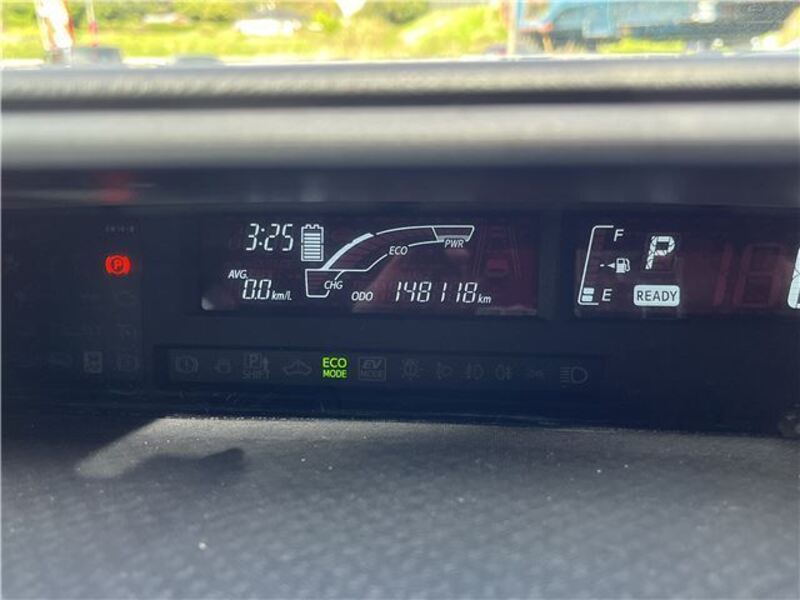 3:25
ECO
PWR
F
P
AVG.
0.0 km/L
CHG
ODO
148118 km
E
READY
P
P
SHIFT
ECO
MODE
EV
MODE